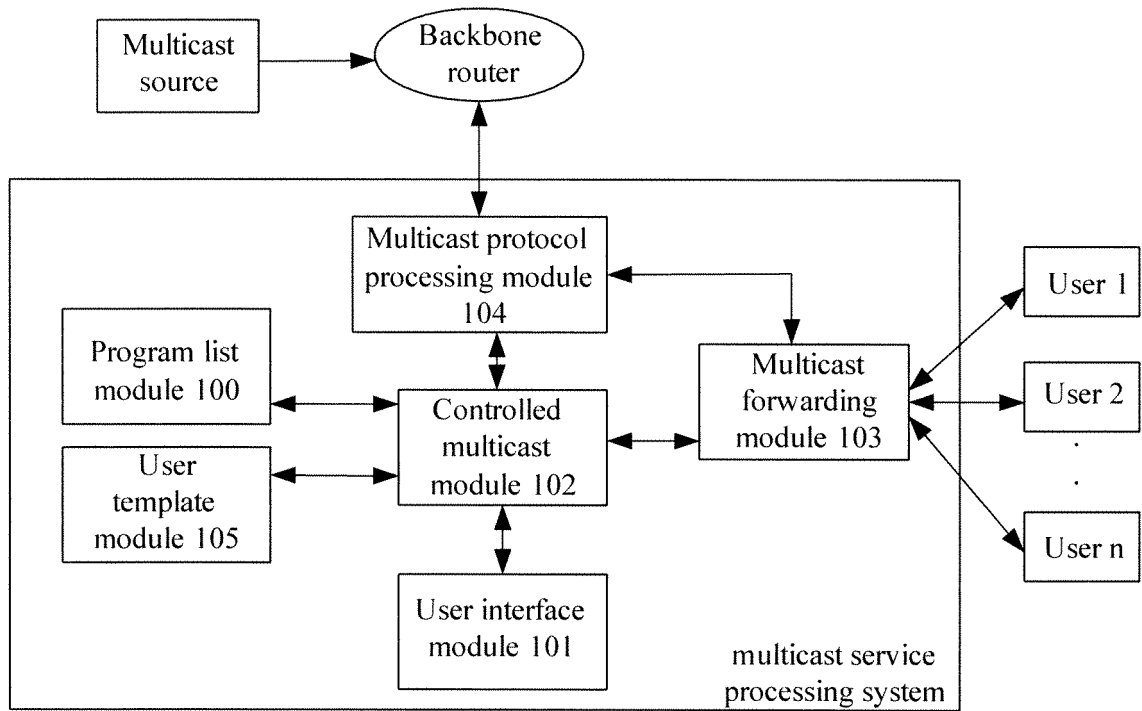 Multicast
source
Backbone
router
Multicast protocol
processing module
104
Program list
module 100
User
template
module 105
Controlled
multicast
module 102
Multicast
forwarding
module 103
User interface
module 101
User 1
User 2
.
.
User n
multicast service
processing system